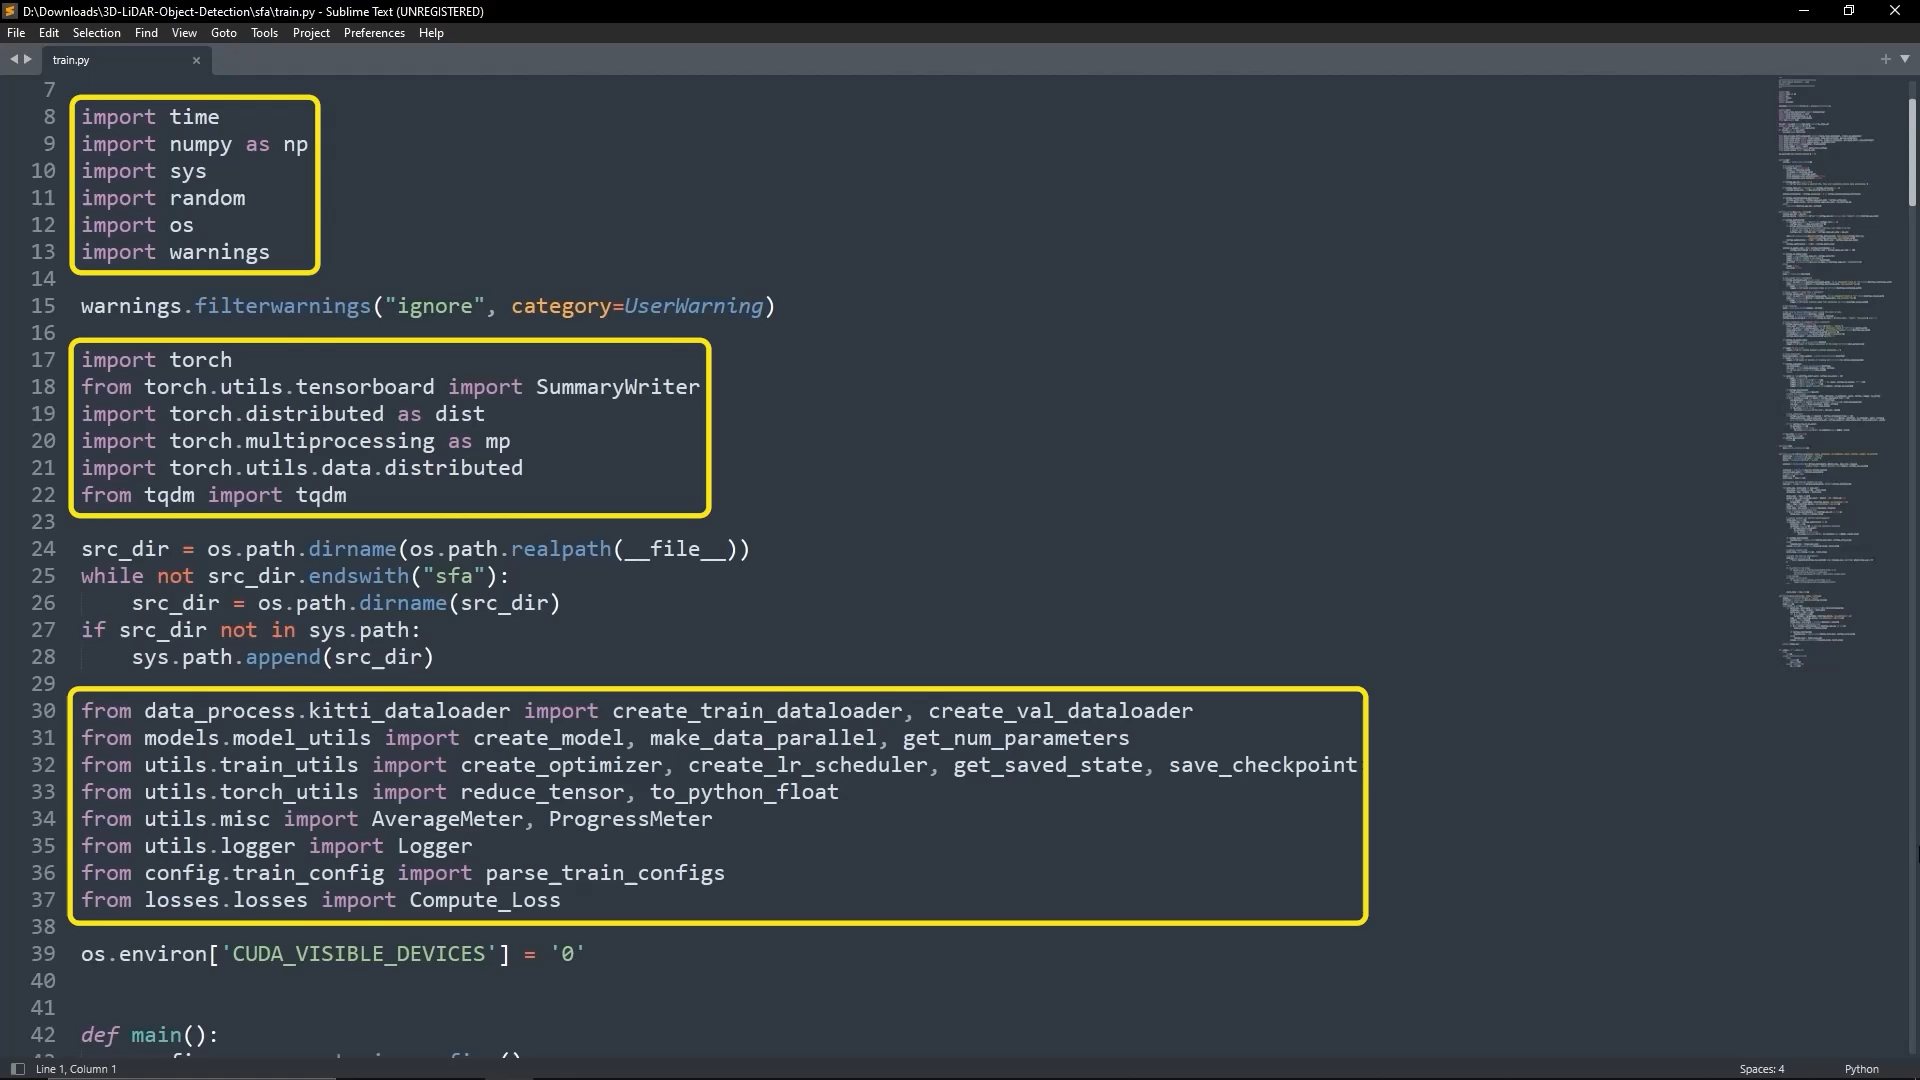 D:\Downloads\3D-LiDAR-Object-Detection\sfa\train.py - Sublime Text (UNREGISTERED)
File Edit Selection Find View Goto Tools Project Preferences Help
train.py
7
8 import time
9 import numpy as np
10 import sys
11 import random
12 import os
13 import warnings
14
15 warnings.filterwarnings("ignore", category=UserWarning)
16
17 import torch
18 from torch.utils.tensorboard import SummaryWriter
19 import torch.distributed as dist
20 import torch.multiprocessing as mp
21 import torch.utils.data.distributed
22 from tqdm import tqdm
23
24 src_dir = os.path.dirname(os.path.realpath(__file__))
25 while not src_dir.endswith("sfa"):
26     src_dir = os.path.dirname(src_dir)
27 if src_dir not in sys.path:
28     sys.path.append(src_dir)
29
30 from data_process.kitti_dataloader import create_train_dataloader, create_val_dataloader
31 from models.model_utils import create_model, make_data_parallel, get_num_parameters
32 from utils.train_utils import create_optimizer, create_lr_scheduler, get_saved_state, save_checkpoint
33 from utils.torch_utils import reduce_tensor, to_python_float
34 from utils.misc import AverageMeter, ProgressMeter
35 from utils.logger import Logger
36 from config.train_config import parse_train_configs
37 from losses.losses import Compute_Loss
38
39 os.environ['CUDA_VISIBLE_DEVICES'] = '0'
40
41
42 def main():
Line 1, Column 1
Spaces: 4
Python